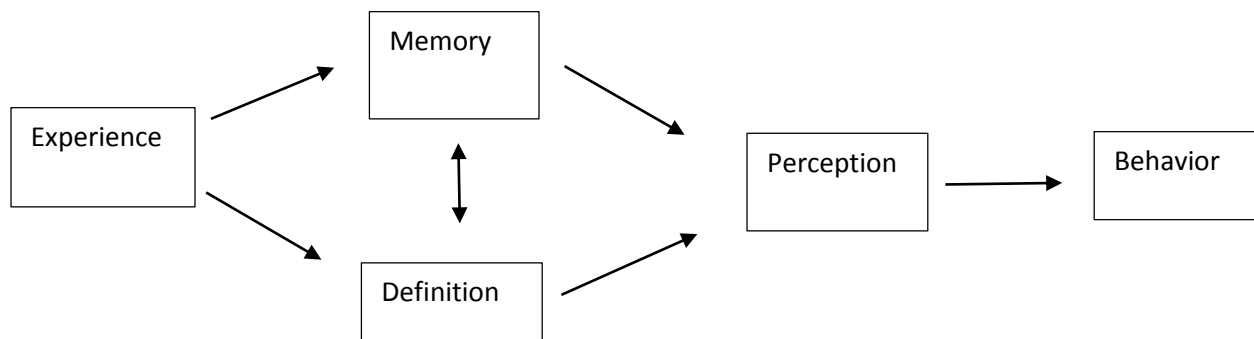 Memory
Experience
Perception
Behavior
Definition